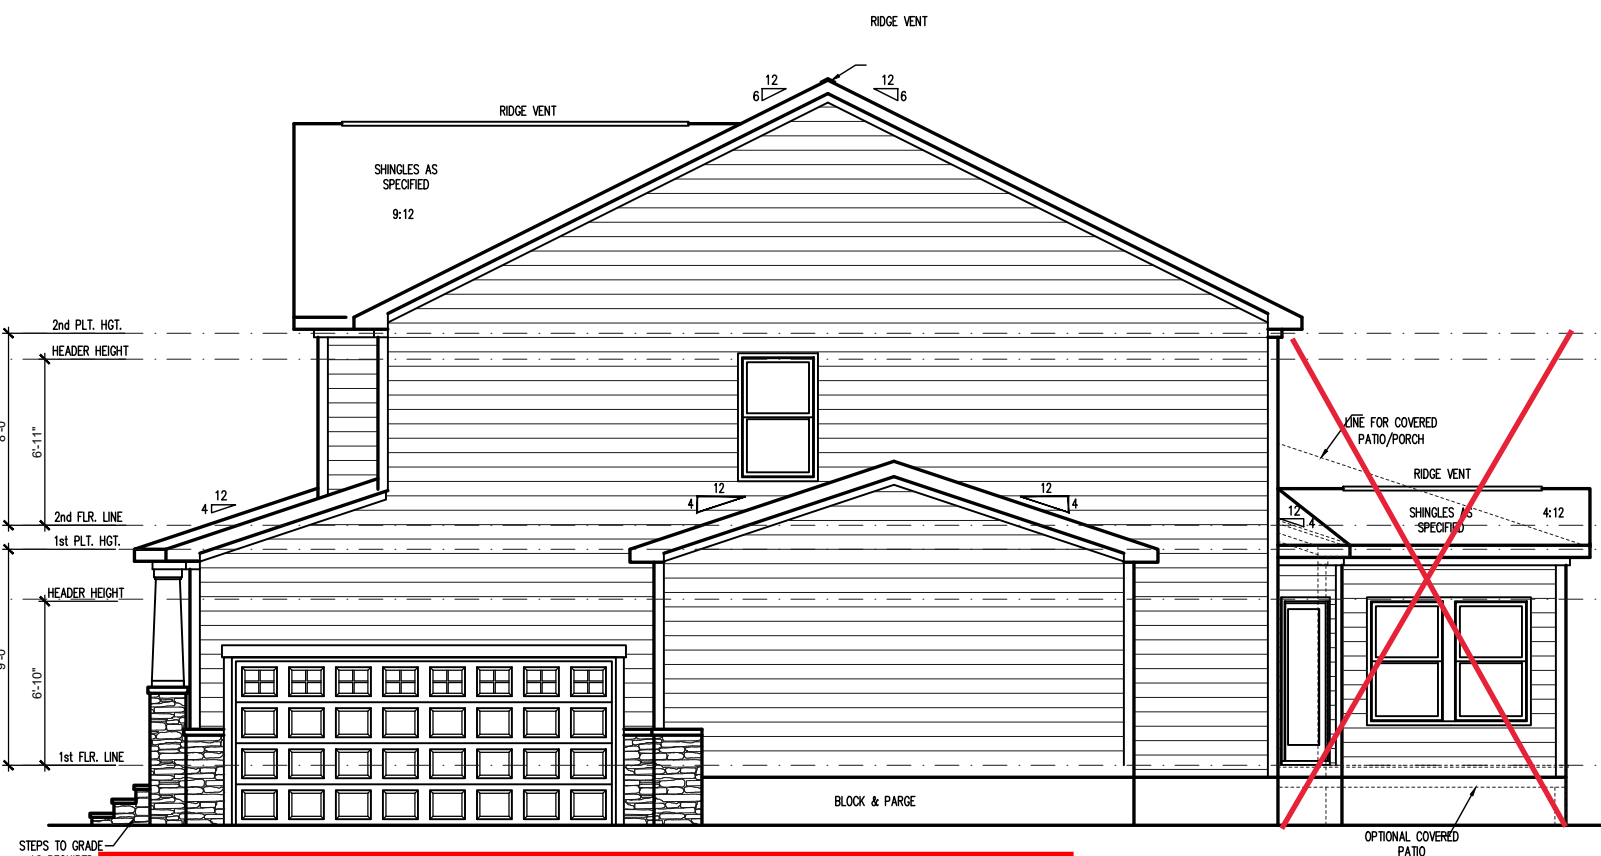 RIDGE VENT
12
6
12
6
RIDGE VENT
SHINGLES AS
SPECIFIED
9:12
2nd PLT. HGT.
HEADER HEIGHT
6'-11"
LINE FOR COVERED
PATIO/PORCH
RIDGE VENT
12
4
12
4
12
4
12
4
SHINGLES AS
SPECIFIED
4:12
2nd FLR. LINE
1st PLT. HGT.
HEADER HEIGHT
6'-10"
1st FLR. LINE
BLOCK & PARGE
STEPS TO GRADE
OPTIONAL COVERED
PATIO